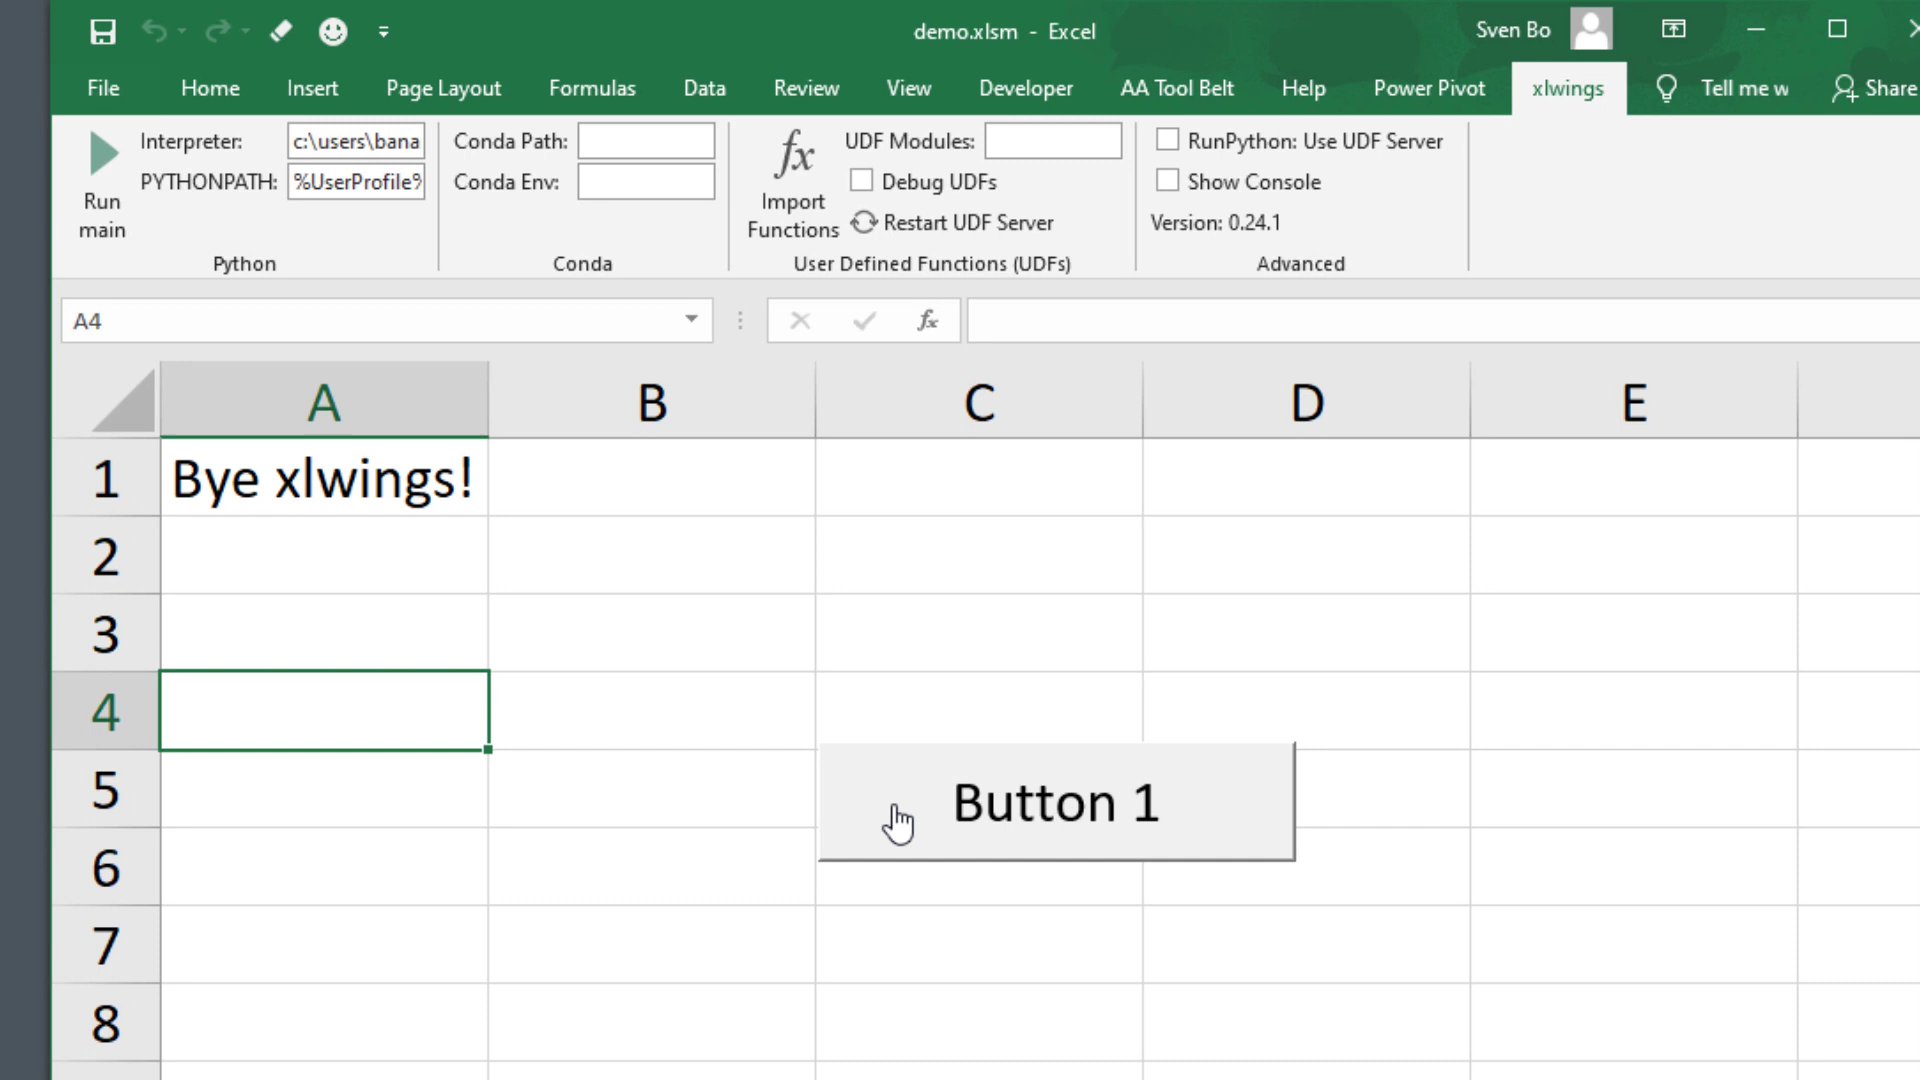 demo.xlsm - Excel
Sven Bo
File Home Insert Page Layout Formulas Data Review View Developer AA Tool Belt Help Power Pivot xlwings Tell me w Share
Run main
Interpreter: c:\users\bana
PYTHONPATH: %UserProfile%
Python
Conda Path:
Conda Env:
Conda
fx
Import Functions
UDF Modules:
Debug UDFs
Restart UDF Server
User Defined Functions (UDFs)
RunPython: Use UDF Server
Show Console
Version: 0.24.1
Advanced
A4 fx
A B C D E
1 Bye xlwings!
2
3
4
5
Button 1
6
7
8